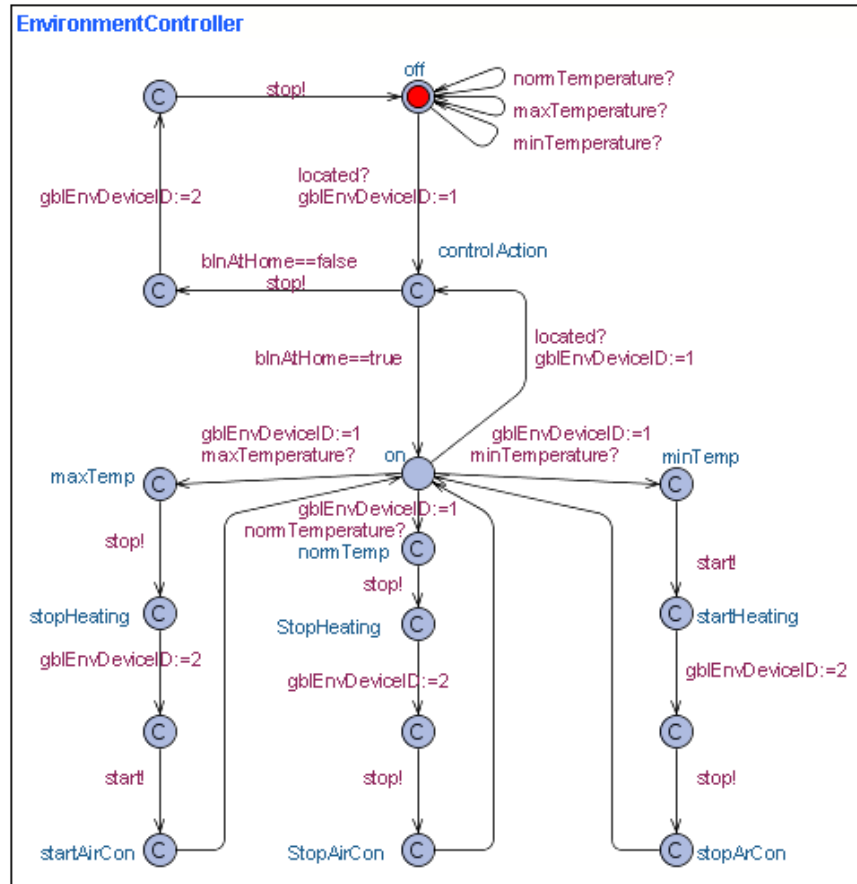 EnvironmentController
off
C
stop!
normTemperature?
maxTemperature?
minTemperature?
located?
gblEnvDeviceID:=2
gblEnvDeviceID:=1
controlAction
blnAtHome==false
C
stop!
C
located?
blnAtHome==true
gblEnvDeviceID:=1
gblEnvDeviceID:=1
gblEnvDeviceID:=1
maxTemperature?
on
minTemperature?
minTemp
maxTemp
C
C
gblEnvDeviceID:=1
normTemperature?
stop!
normTemp
C
start!
stop!
stopHeating
C
StopHeating
C
C
startHeating
gblEnvDeviceID:=2
gblEnvDeviceID:=2
gblEnvDeviceID:=2
C
C
C
start!
stop!
stop!
startAirCon
C
StopAirCon
C
C
stopArCon